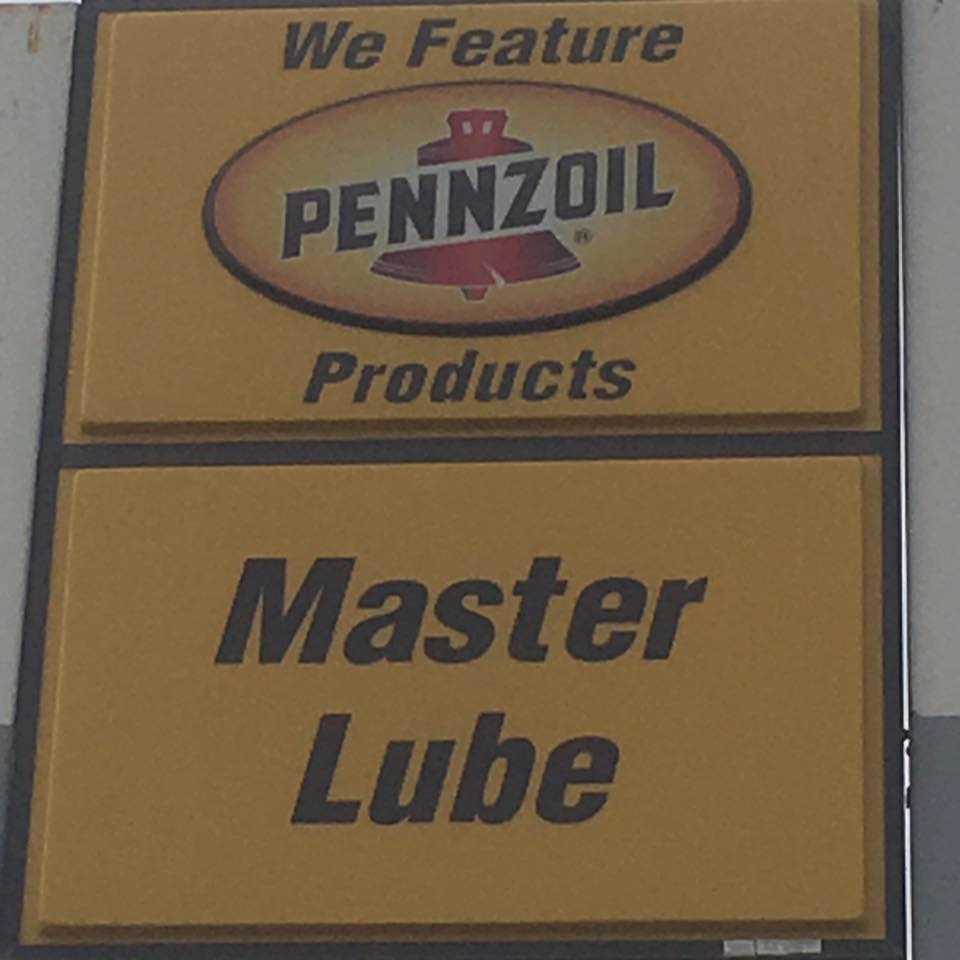 We Feature
PENNZOIL
®
Products
Master
Lube